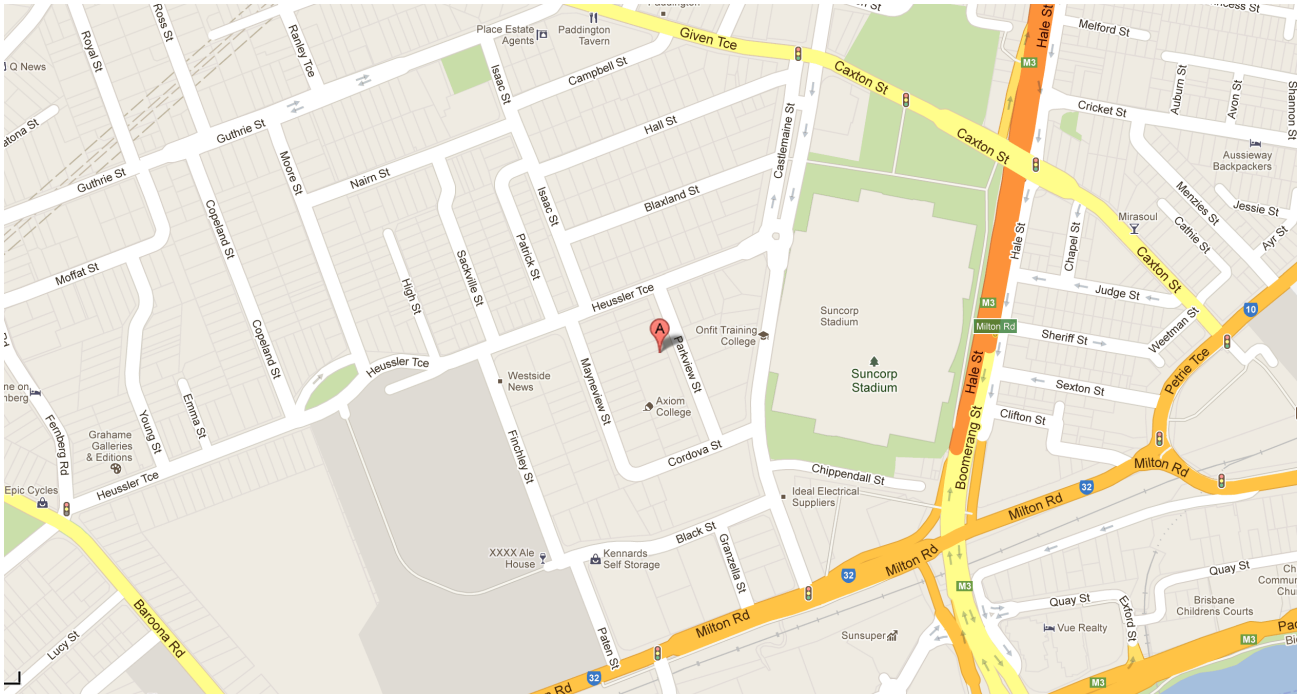 Ross St
Royal St
Ranley Tce
Q News
Place Estate
Agents
Paddington
Tavern
Paddington
Given Tce
Caxton St
Hale St
M3
Melford St
Cricket St
Auburn St
Avon St
Shannon St
Guthrie St
Isaac St
Campbell St
Hall St
Castlemaine St
Caxton St
Aussieway
Backpackers
Guthrie St
Moore St
Nairn St
Isaac St
Blaxland St
Menzies St
Jessie St
Cathie St
Ayr St
Mirasoul
Copeland St
Patrick St
Sackville St
High St
Hale St
Chapel St
Caxton St
Moffat St
Heussler Tce
Judge St
M3
10
Suncorp
Stadium
Milton Rd
Sheriff St
Weetman St
A
Onfit Training
College
Parkview St
Copeland St
Heussler Tce
Westside
News
Mayneview St
Suncorp
Stadium
Hale St
Petrie Tce
Sexton St
Axiom
College
Clifton St
Fernberg Rd
Young St
Emma St
Grahame
Galleries
& Editions
Finchley St
Cordova St
Boomerang St
Milton Rd
Heussler Tce
Chippendall St
Epic Cycles
Ideal Electrical
Suppliers
32
Milton Rd
Black St
XXXX Ale
House
Kennards
Self Storage
Granzella St
32
Milton Rd
M3
Quay St
Quay St
Brisbane
Childrens Courts
Exford St
Vue Realty
Sunsuper
Milton Rd
Baroona Rd
Lucy St
Paten St
32
Rd
M3
M3